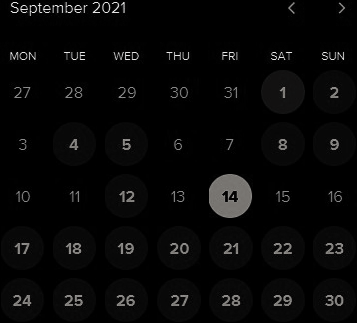 September 2021 < >
MON TUE WED THU FRI SAT SUN
27 28 29 30 31 1 2
3 4 5 6 7 8 9
10 11 12 13 14 15 16
17 18 19 20 21 22 23
24 25 26 27 28 29 30